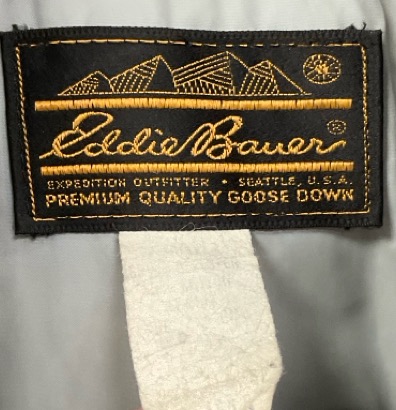 Eddie Bauer®
EXPEDITION OUTFITTER • SEATTLE, U.S.A.
PREMIUM QUALITY GOOSE DOWN